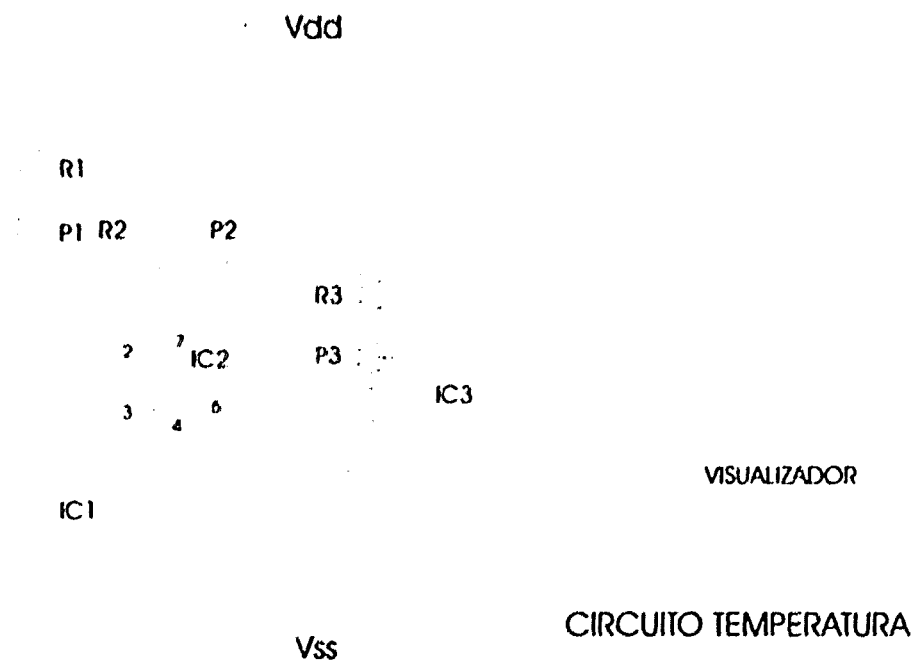 Vdd
R1
P1 R2 P2
R3
2 7 IC2 P3
IC3
3 4 6
VISUALIZADOR
IC1
CIRCUITO TEMPERATURA
Vss